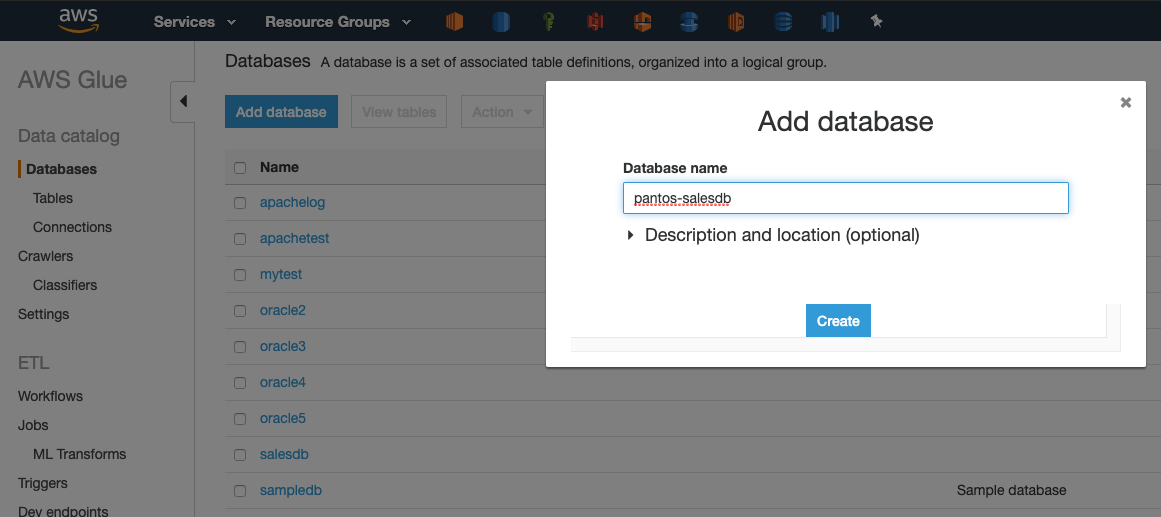 aws Services Resource Groups
AWS Glue
Data catalog
Databases
Tables
Connections
Crawlers
Classifiers
Settings
ETL
Workflows
Jobs
ML Transforms
Triggers
Dev endpoints
Databases A database is a set of associated table definitions, organized into a logical group.
Add database View tables Action
Name
apachelog
apachetest
mytest
oracle2
oracle3
oracle4
oracle5
salesdb
sampledb Sample database
Add database
Database name
pantos-salesdb
Description and location (optional)
Create